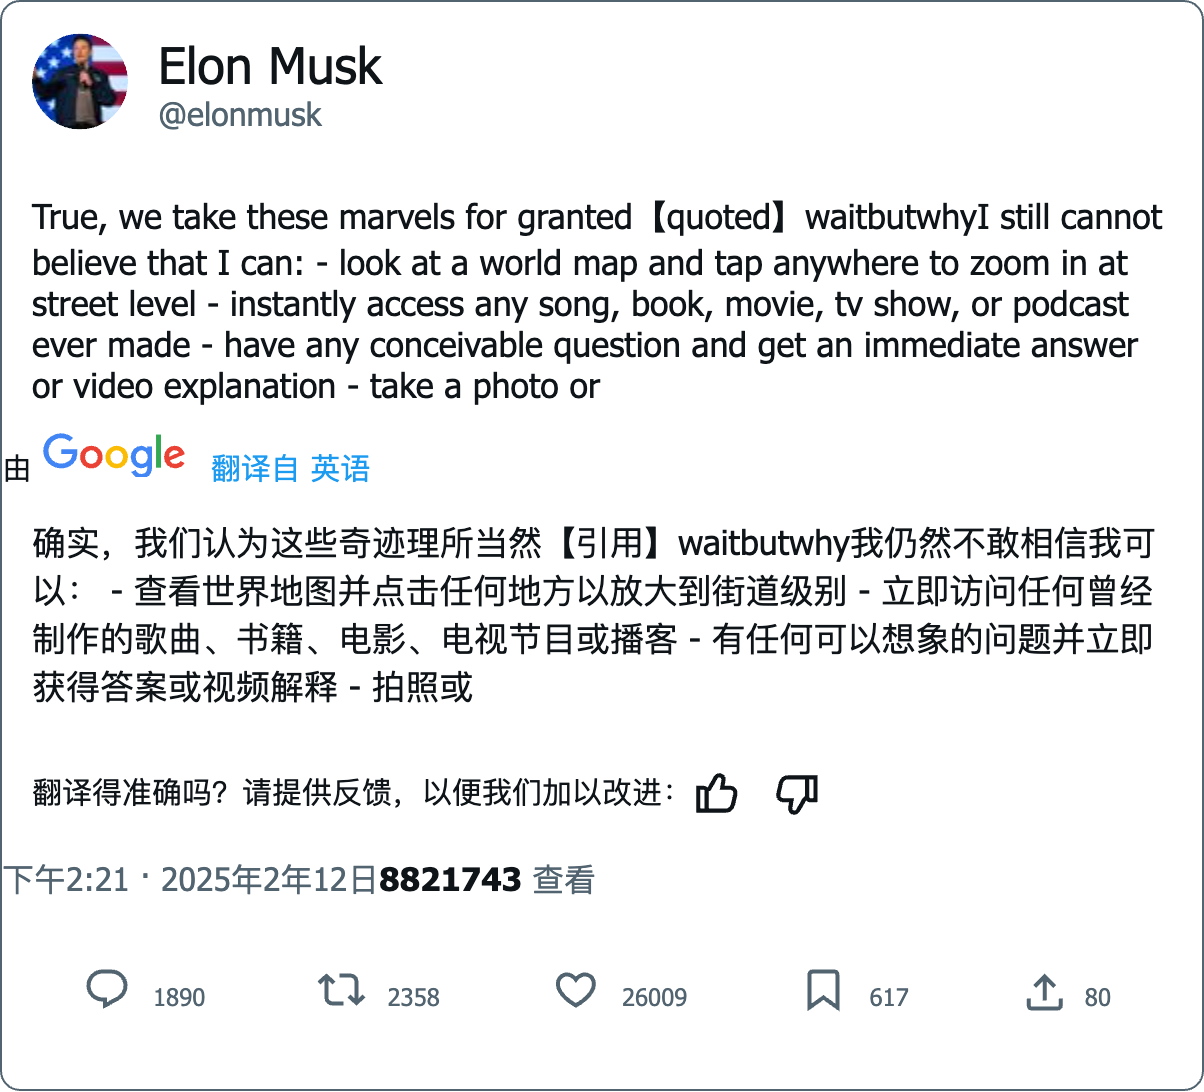 Elon Musk
@elonmusk
True, we take these marvels for granted【quoted】waitbutwhyI still cannot
believe that I can: - look at a world map and tap anywhere to zoom in at
street level - instantly access any song, book, movie, tv show, or podcast
ever made - have any conceivable question and get an immediate answer
or video explanation - take a photo or
由 Google 翻译自 英语
确实，我们认为这些奇迹理所当然【引用】waitbutwhy我仍然不敢相信我可
以： - 查看世界地图并点击任何地方以放大到街道级别 - 立即访问任何曾经
制作的歌曲、书籍、电影、电视节目或播客 - 有任何可以想象的问题并立即
获得答案或视频解释 - 拍照或
翻译得准确吗？请提供反馈，以便我们加以改进：
下午2:21 · 2025年2年12日8821743 查看
1890 2358 26009 617 80